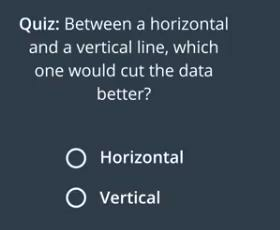 Quiz: Between a horizontal
and a vertical line, which
one would cut the data
better?
Horizontal
Vertical